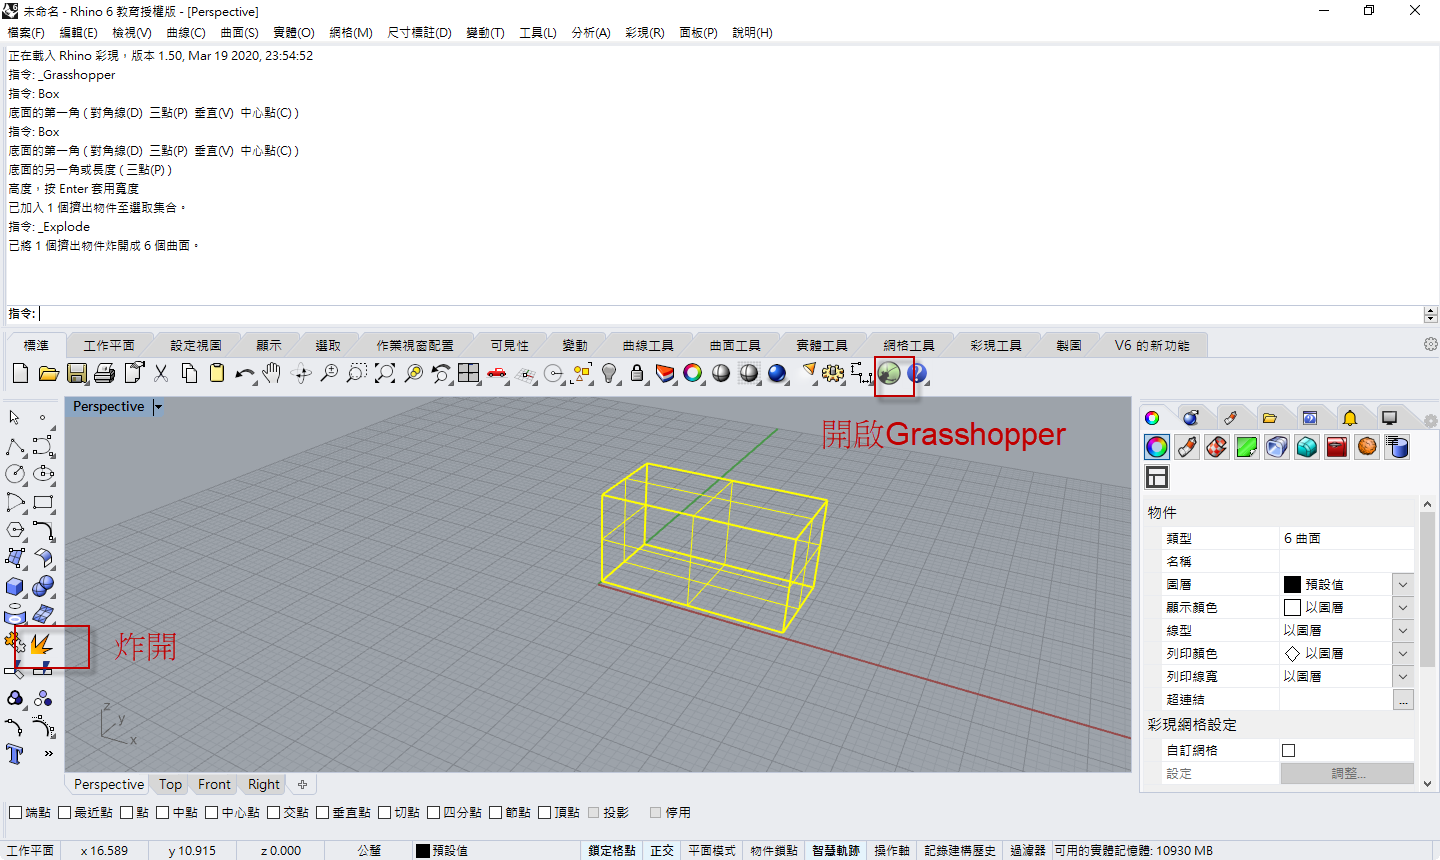 未命名 - Rhino 6 教育授權版 - [Perspective]
檔案(F) 編輯(E) 檢視(V) 曲線(C) 曲面(S) 實體(O) 網格(M) 尺寸標註(D) 變動(T) 工具(L) 分析(A) 彩現(R) 面板(P) 說明(H)
正在載入 Rhino 彩現，版本 1.50, Mar 19 2020, 23:54:52
指令: _Grasshopper
指令: Box
底面的第一角 ( 對角線(D) 三點(P) 垂直(V) 中心點(C) )
指令: Box
底面的第一角 ( 對角線(D) 三點(P) 垂直(V) 中心點(C) )
底面的另一角或長度 ( 三點(P) )
高度，按 Enter 套用寬度
已加入 1 個擠出物件至選取集合。
指令: _Explode
已將 1 個擠出物件炸開成 6 個曲面。
指令:
標準 工作平面 設定視圖 顯示 選取 作業視窗配置 可見性 變動 曲線工具 曲面工具 實體工具 網格工具 彩現工具 製圖 V6 的新功能
Perspective
開啟Grasshopper
炸開
z
y
x
物件
類型 6 曲面
名稱
圖層 預設值
顯示顏色 以圖層
線型 以圖層
列印顏色 以圖層
列印線寬 以圖層
超連結 ...
彩現網格設定
自訂網格
設定 調整...
Perspective Top Front Right
端點 最近點 點 中點 中心點 交點 垂直點 切點 四分點 節點 頂點 投影 停用
工作平面 x 16.589 y 10.915 z 0.000 公釐 預設值 鎖定格點 正交 平面模式 物件鎖點 智慧軌跡 操作軸 記錄建構歷史 過濾器 可用的實體記憶體: 10930 MB